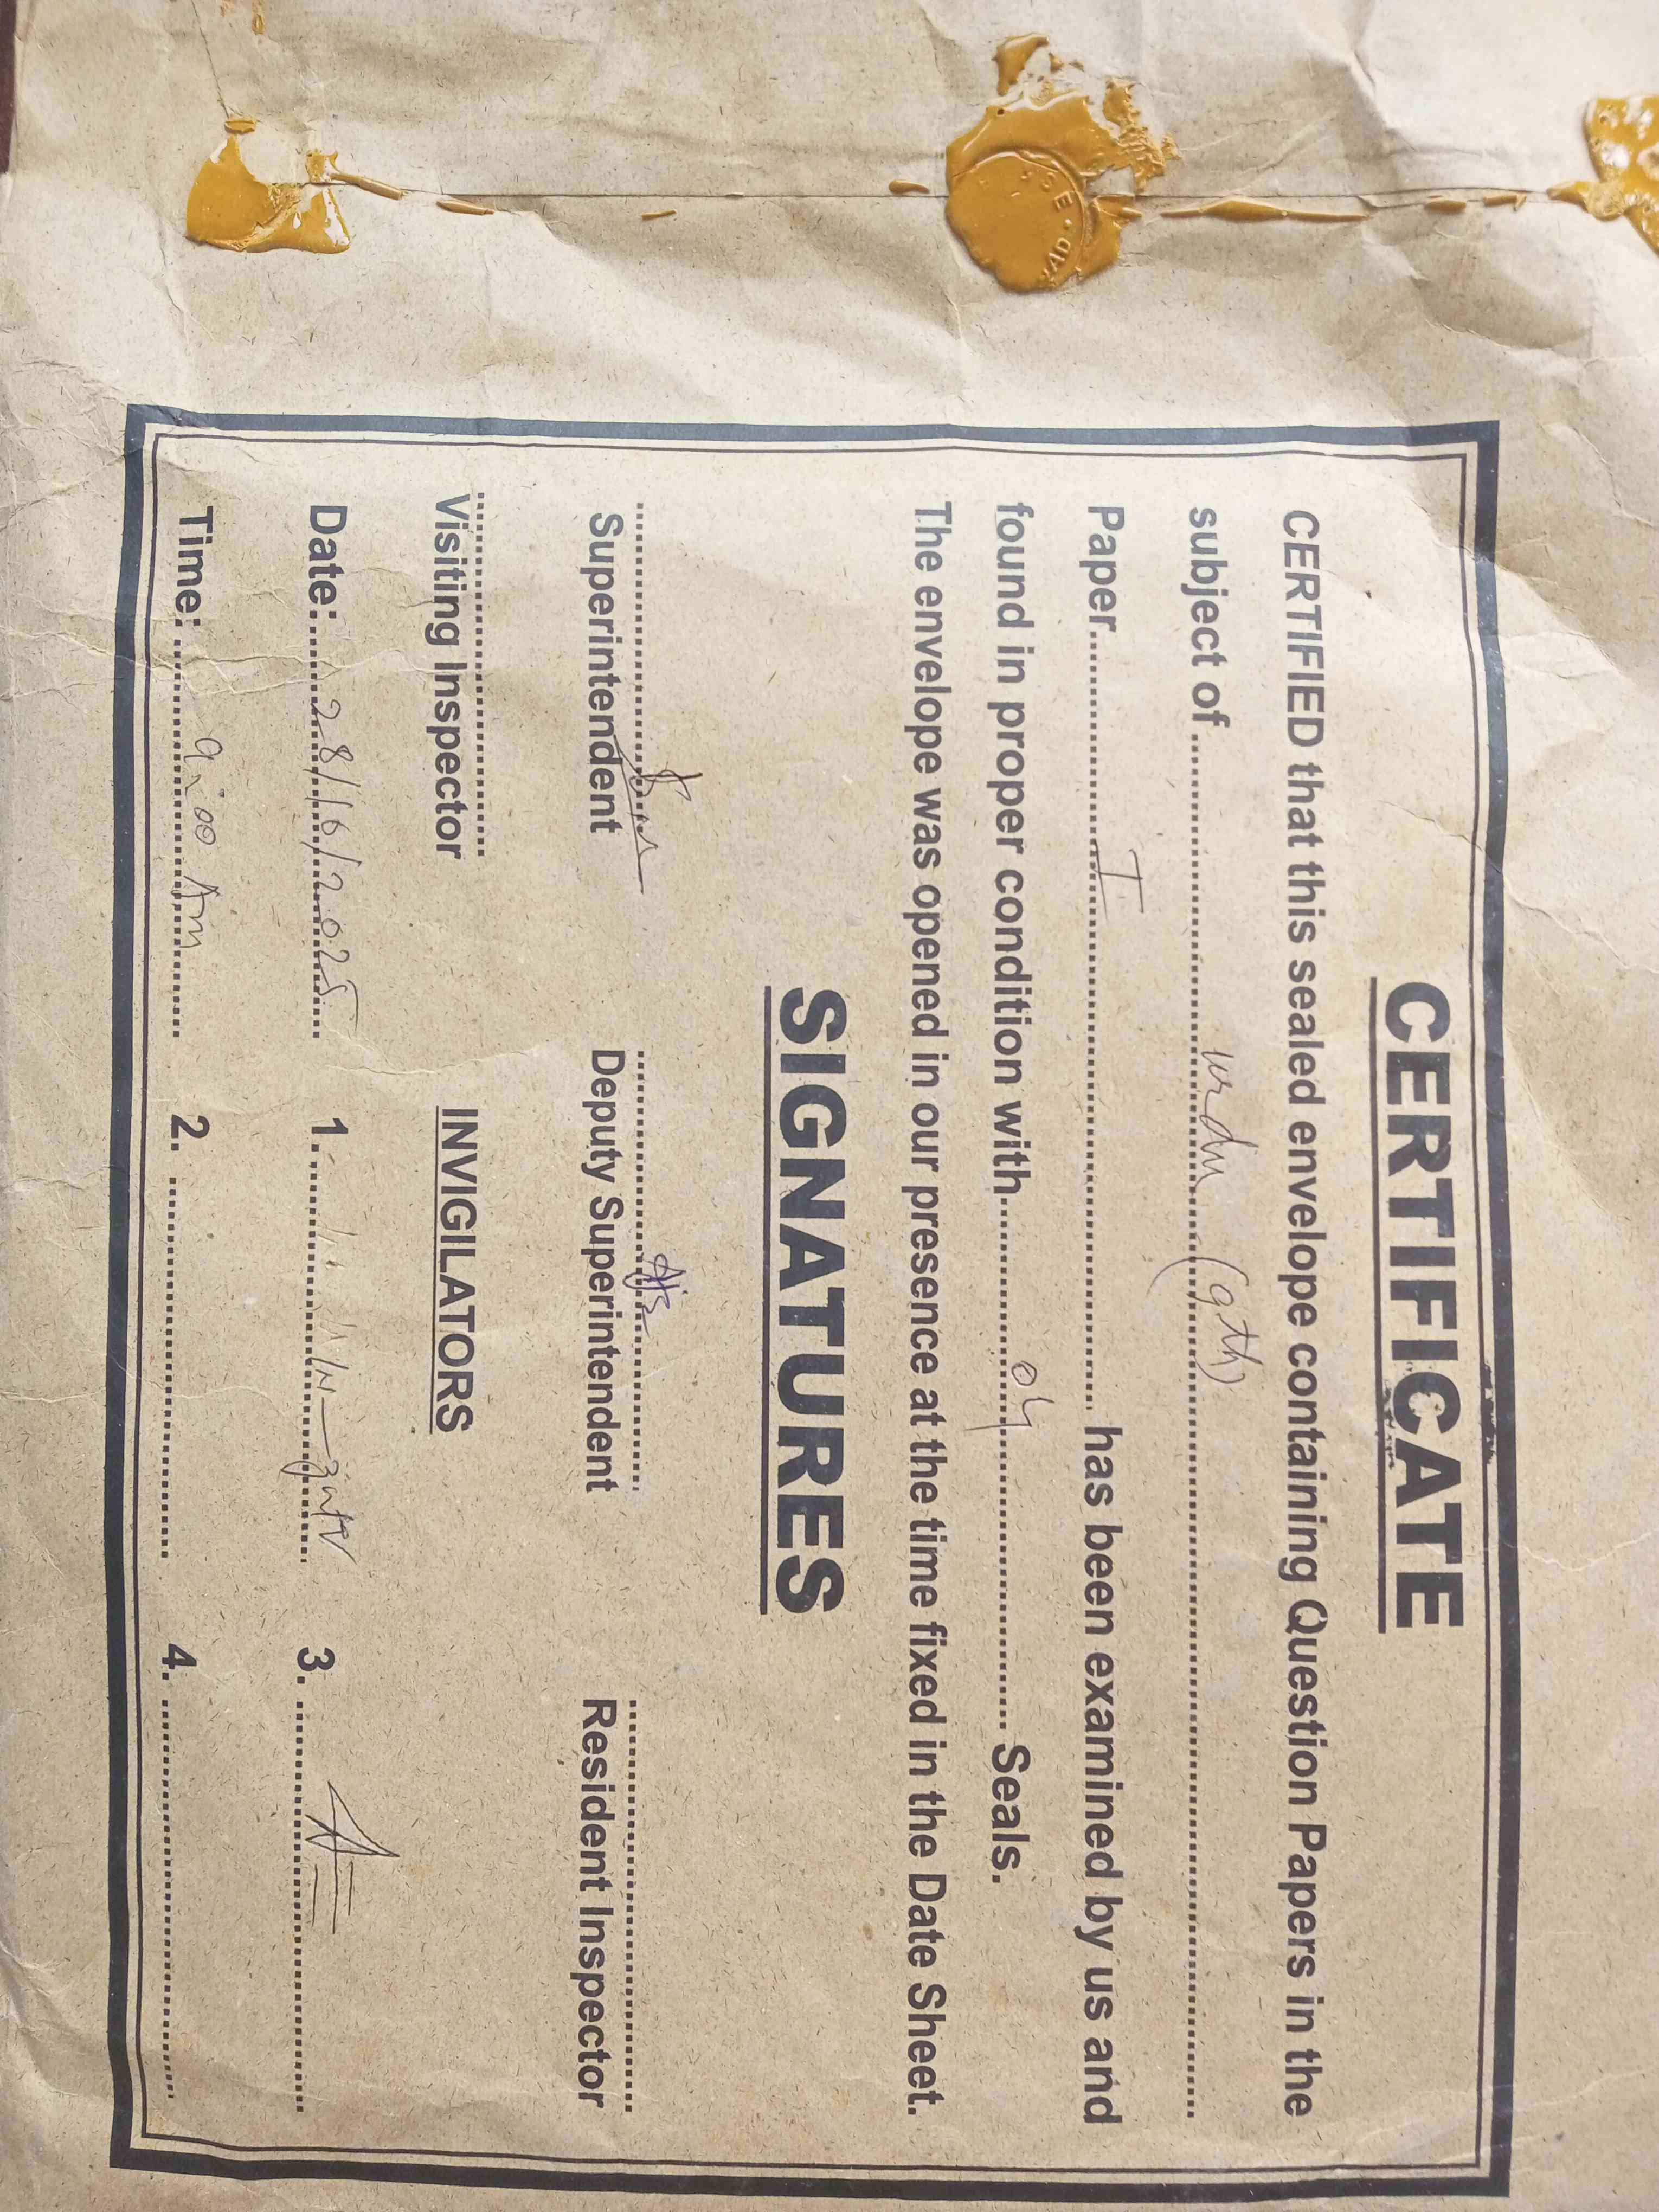 CERTIFICATE
CERTIFIED that this sealed envelope containing Question Papers in the
subject of.......... urdu (9th) ..........
Paper.......... I .......... has been examined by us and
found in proper condition with.......... 04 .......... Seals.
The envelope was opened in our presence at the time fixed in the Date Sheet.
SIGNATURES
Superintendent Deputy Superintendent Resident Inspector
Visiting Inspector INVIGILATORS
Date: 28/10/2025 1. 3.
Time: 9:00 Am 2. 4.